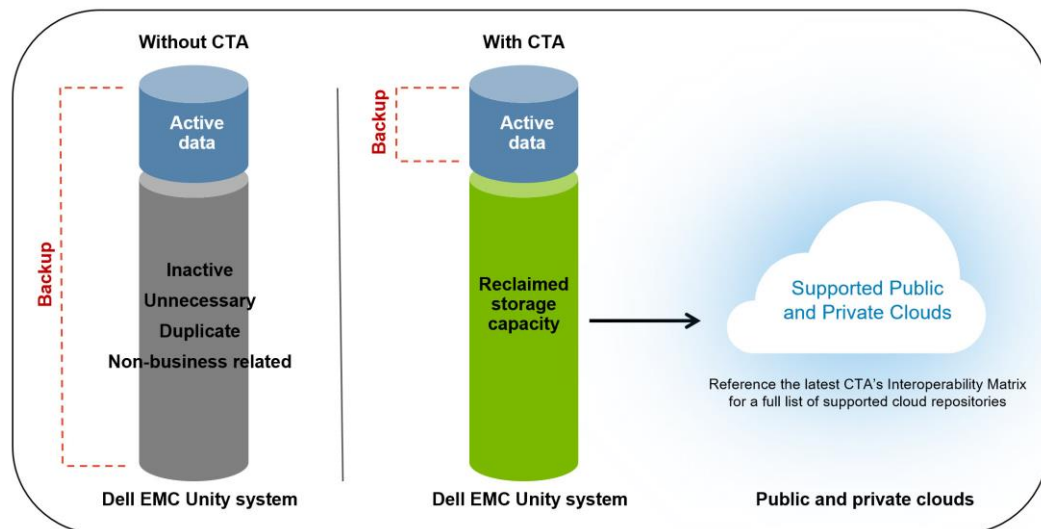 Without CTA
With CTA
Backup
Active
data
Inactive
Unnecessary
Duplicate
Non-business related
Backup
Active
data
Reclaimed
storage
capacity
Supported Public
and Private Clouds
Reference the latest CTA's Interoperability Matrix
for a full list of supported cloud repositories
Dell EMC Unity system
Dell EMC Unity system
Public and private clouds